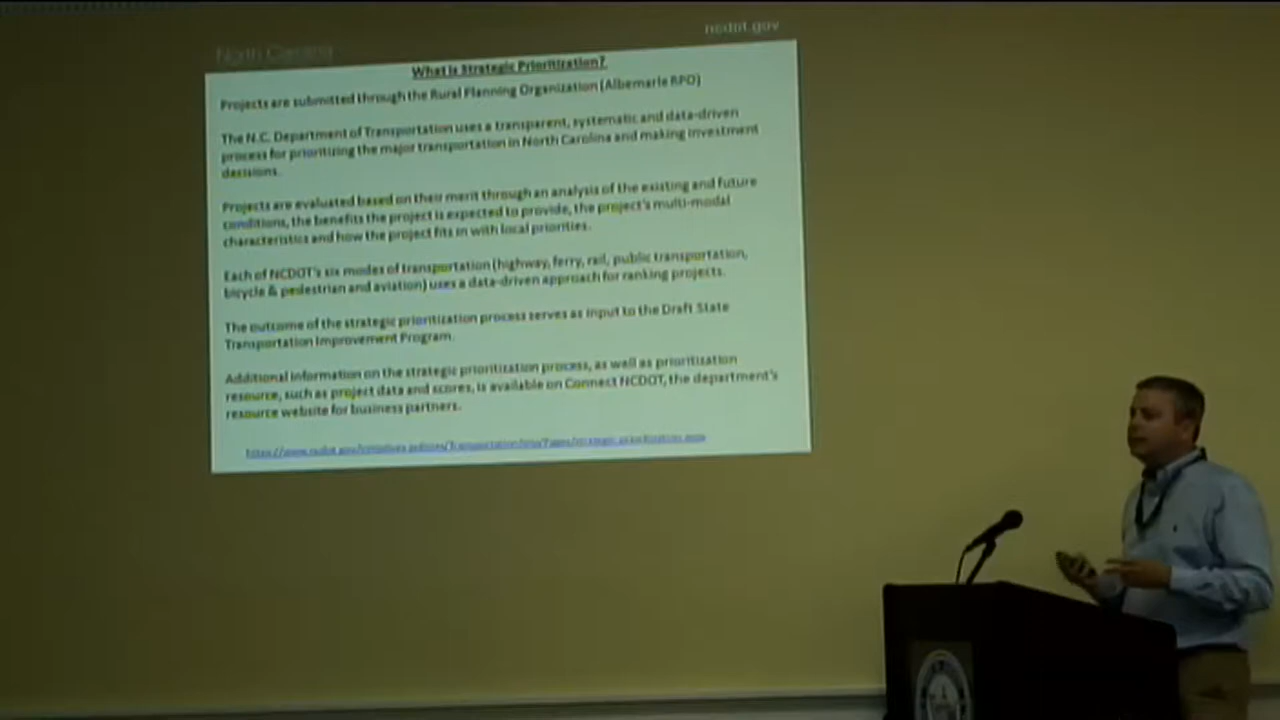 North Carolina
ncdot.gov
What is Strategic Prioritization?
Projects are submitted through the Rural Planning Organization (Albemarle RPO)
The N.C. Department of Transportation uses a transparent, systematic and data-driven
process for prioritizing the major transportation in North Carolina and making investment
decisions.
Projects are evaluated based on their merit through an analysis of the existing and future
conditions, the benefits the project is expected to provide, the project's multi-modal
characteristics and how the project fits in with local priorities.
Each of NCDOT's six modes of transportation (highway, ferry, rail, public transportation,
bicycle & pedestrian and aviation) uses a data-driven approach for ranking projects.
The outcome of the strategic prioritization process serves as input to the Draft State
Transportation Improvement Program.
Additional information on the strategic prioritization process, as well as prioritization
resource, such as project data and scores, is available on Connect NCDOT, the department's
resource website for business partners.